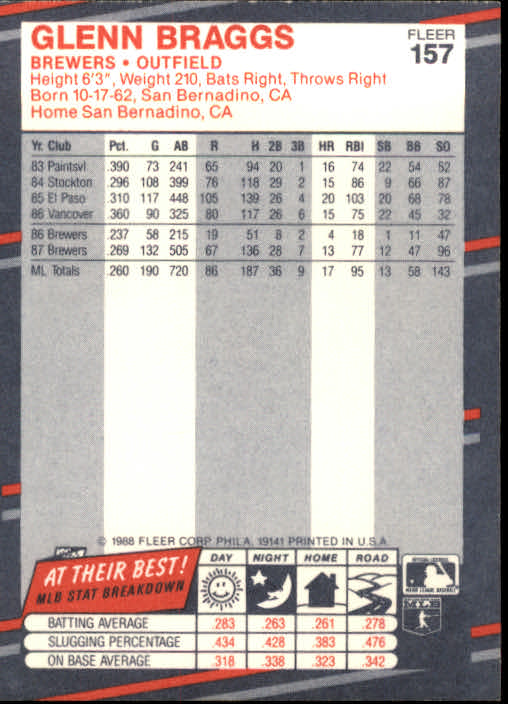 GLENN BRAGGS
FLEER
157
BREWERS • OUTFIELD
Height 6'3", Weight 210, Bats Right, Throws Right
Born 10-17-62, San Bernadino, CA
Home San Bernadino, CA
Yr. Club Pct. G AB R H 2B 3B HR RBI SB BB SO
83 Paintsvl .390 73 241 65 94 20 1 16 74 22 54 52
84 Stockton .296 108 399 76 118 29 2 15 86 9 66 87
85 El Paso .310 117 448 105 139 26 4 20 103 20 68 78
86 Vancover .360 90 325 80 117 26 6 15 75 22 45 32
86 Brewers .237 58 215 19 51 8 2 4 18 1 11 47
87 Brewers .269 132 505 67 136 28 7 13 77 12 47 96
ML Totals .260 190 720 86 187 36 9 17 95 13 58 143
© 1988 FLEER CORP. PHILA., 19141 PRINTED IN U.S.A.
AT THEIR BEST!
MLB STAT BREAKDOWN
DAY NIGHT HOME ROAD
BATTING AVERAGE .283 .263 .261 .278
SLUGGING PERCENTAGE .434 .428 .383 .476
ON BASE AVERAGE .318 .338 .323 .342
MAJOR LEAGUE BASEBALL
MLB